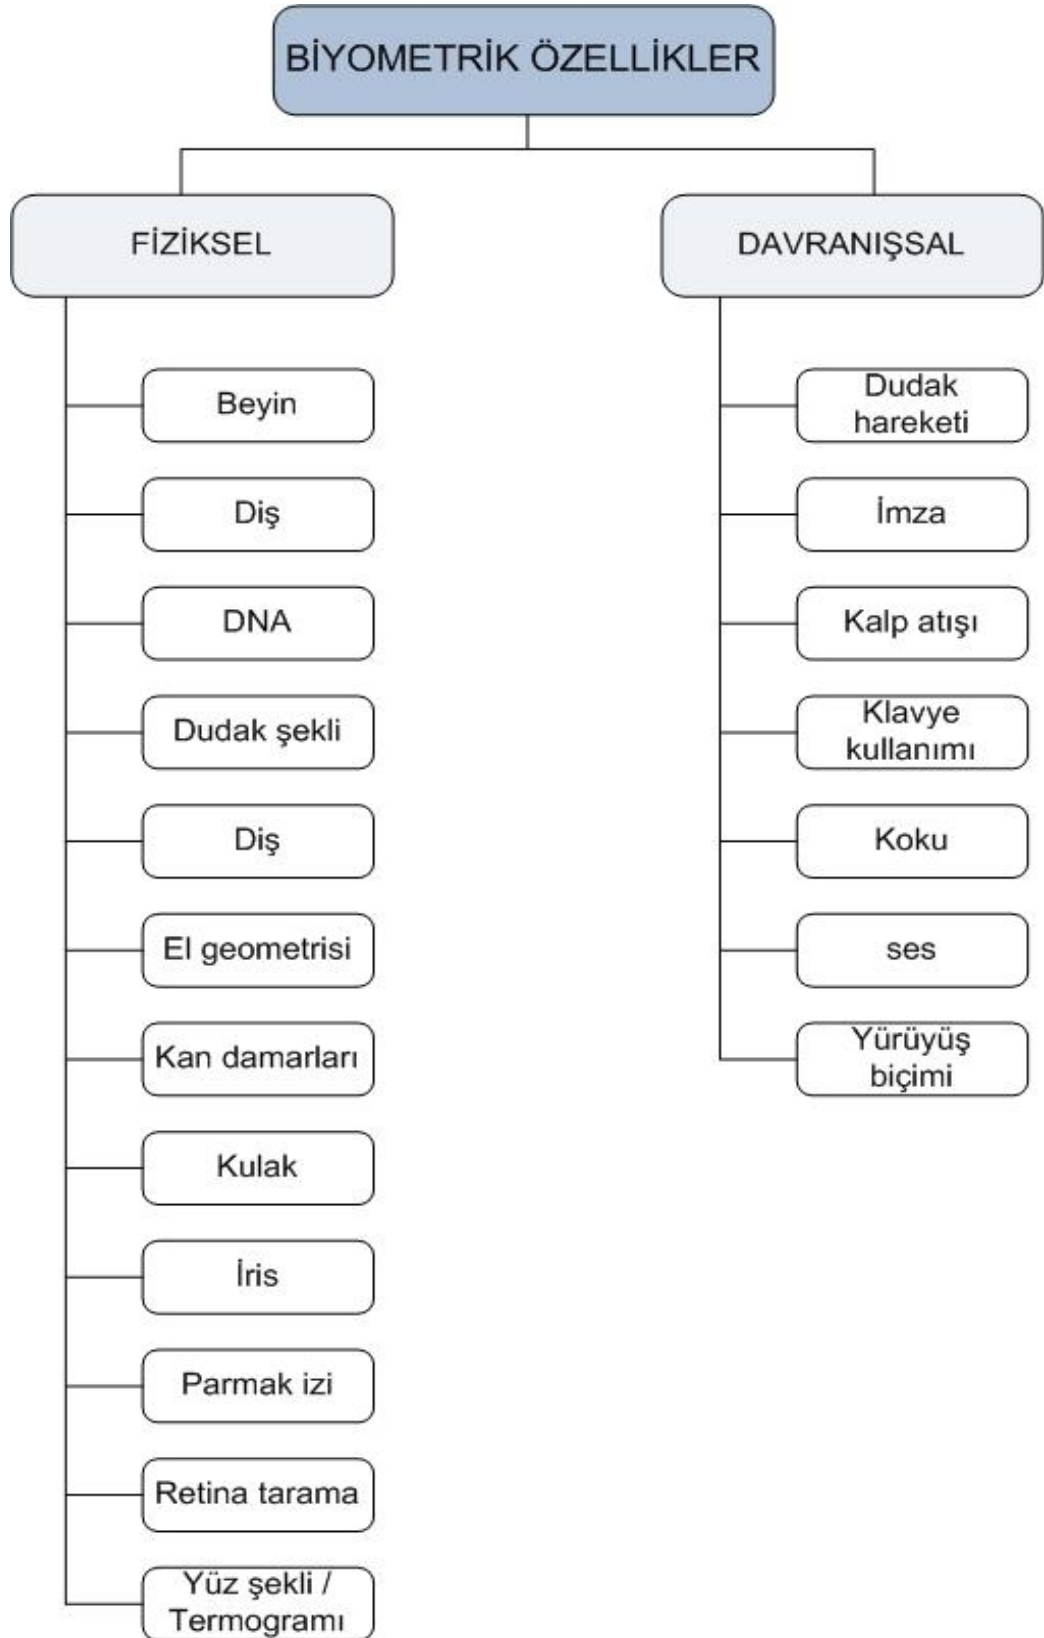 BİYOMETRİK ÖZELLİKLER
FİZİKSEL
Beyin
Diş
DNA
Dudak şekli
Diş
El geometrisi
Kan damarları
Kulak
İris
Parmak izi
Retina tarama
Yüz şekli /
Termogramı
DAVRANIŞSAL
Dudak
hareketi
İmza
Kalp atışı
Klavye
kullanımı
Koku
ses
Yürüyüş
biçimi